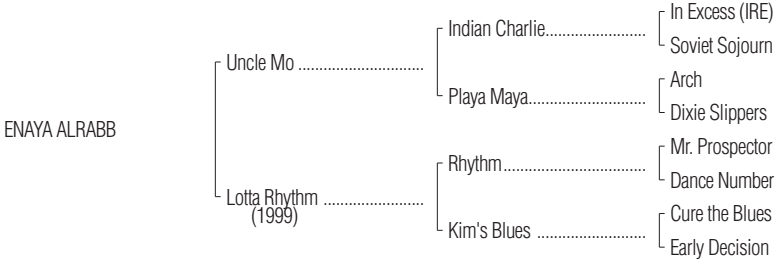 In Excess (IRE)
Indian Charlie..........................
Soviet Sojourn
Uncle Mo ...............................
Arch
Playa Maya..............................
Dixie Slippers
ENAYA ALRABB
Mr. Prospector
Rhythm.....................................
Dance Number
Lotta Rhythm .........................
(1999)
Cure the Blues
Kim's Blues ............................
Early Decision